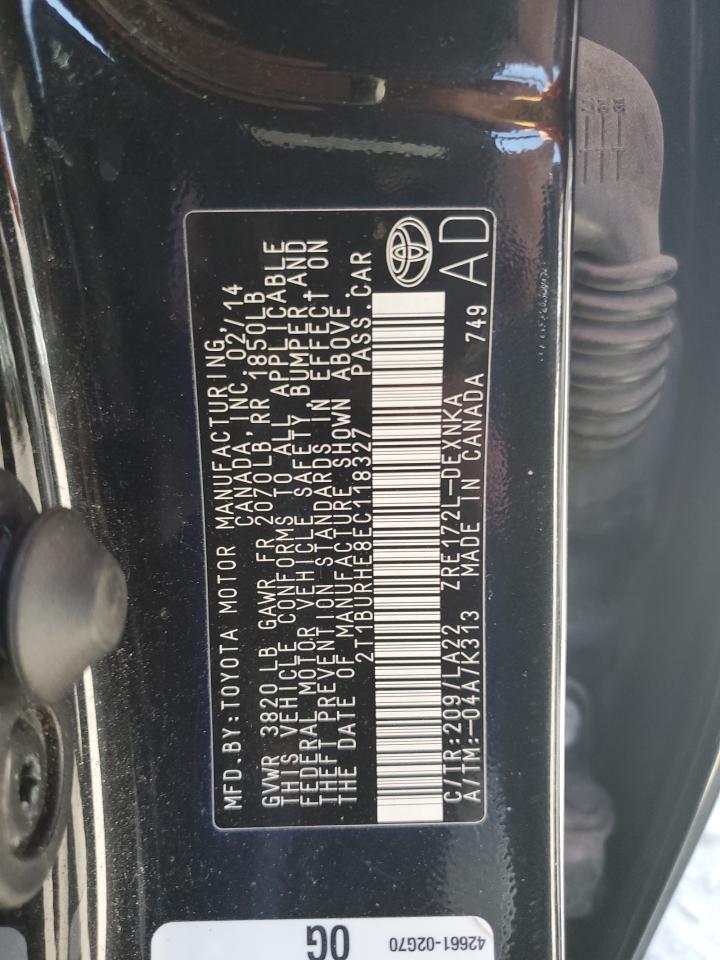 MFD.BY:TOYOTA MOTOR MANUFACTURING,
CANADA,INC. 02/14
GVWR 3820 LB GAWR FR 2070LB RR 1850LB
THIS VEHICLE CONFORMS TO ALL APPLICABLE
FEDERAL MOTOR VEHICLE SAFETY, BUMPER, AND
THEFT PREVENTION STANDARDS IN EFFECT ON
THE DATE OF MANUFACTURE SHOWN ABOVE.
2T1BURHE8EC118327 PASS.CAR
C/TR:209/LA22 ZRE172L-DEXNKA
A/TM:-04A/K313 MADE IN CANADA 749
AD
0G
42661-02G70